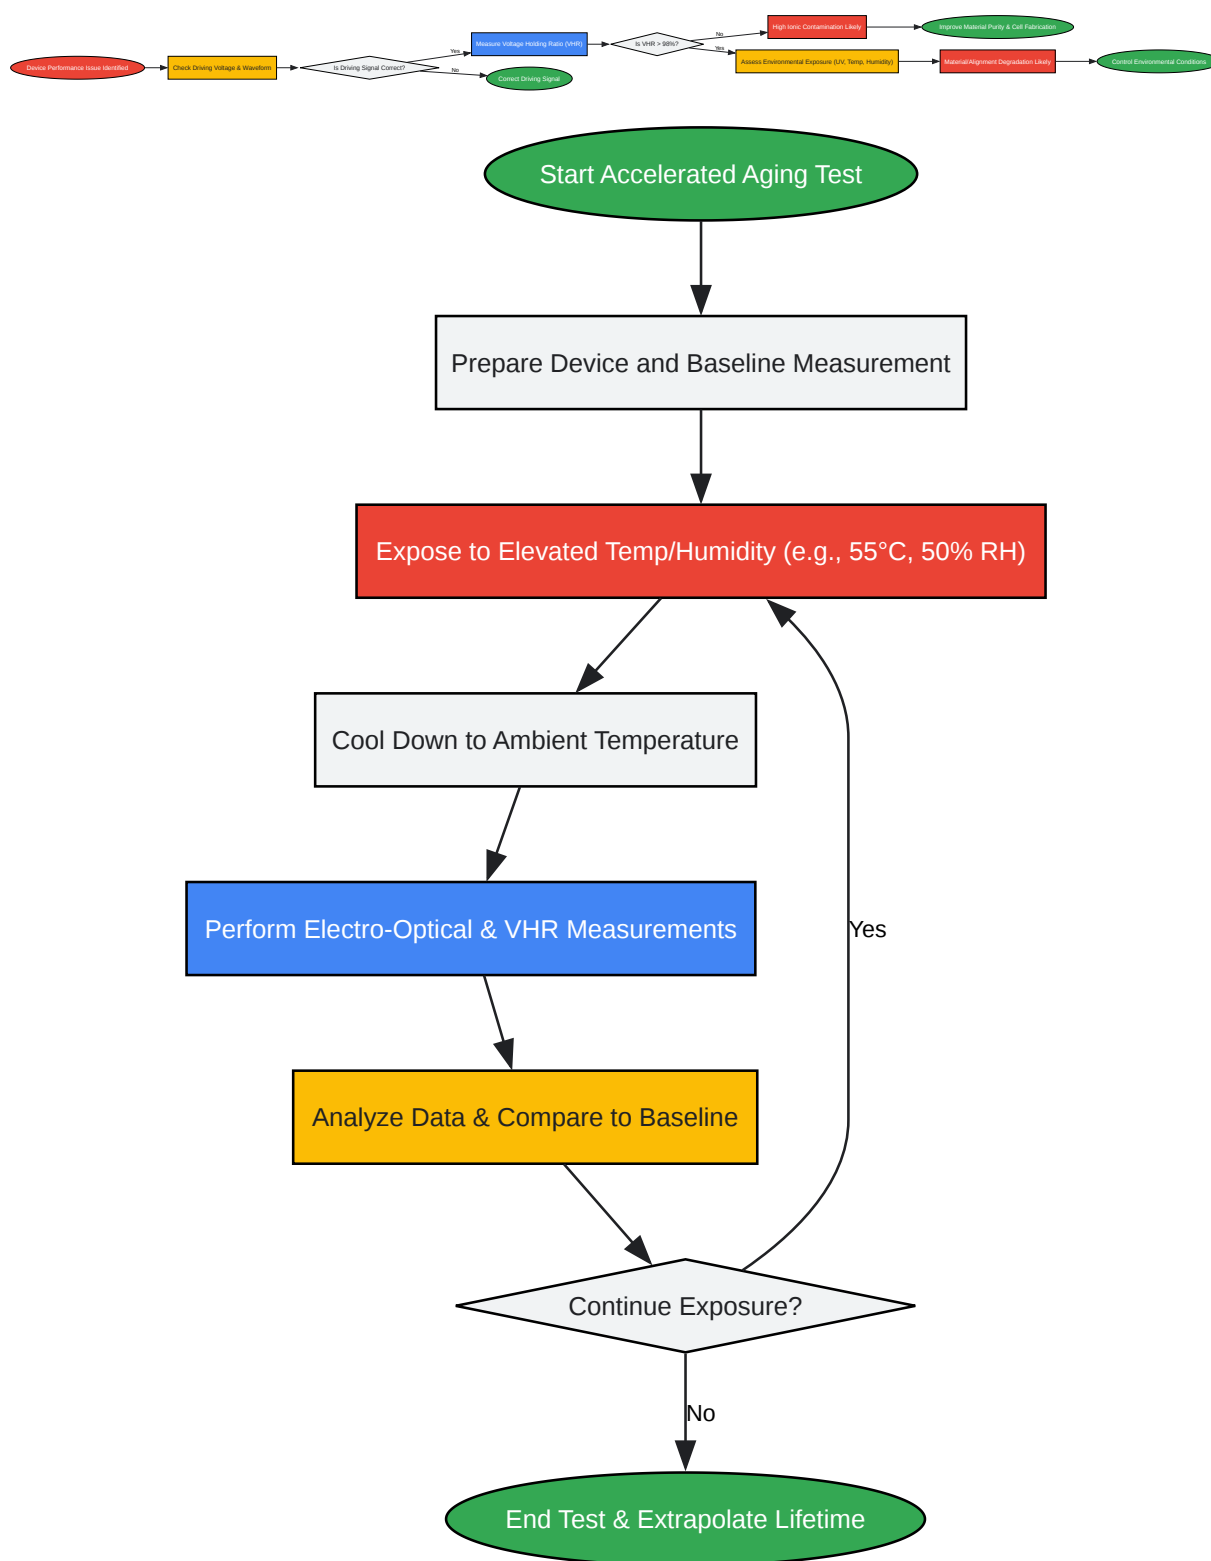 Device Performance Issue Identified
Check Driving Voltage & Waveform
Is Driving Signal Correct?
Yes
No
Measure Voltage Holding Ratio (VHR)
Correct Driving Signal
Is VHR > 98%?
No
Yes
High Ionic Contamination Likely
Improve Material Purity & Cell Fabrication
Assess Environmental Exposure (UV, Temp, Humidity)
Material/Alignment Degradation Likely
Control Environmental Conditions
Start Accelerated Aging Test
Prepare Device and Baseline Measurement
Expose to Elevated Temp/Humidity (e.g., 55°C, 50% RH)
Cool Down to Ambient Temperature
Perform Electro-Optical & VHR Measurements
Yes
Analyze Data & Compare to Baseline
Continue Exposure?
No
End Test & Extrapolate Lifetime